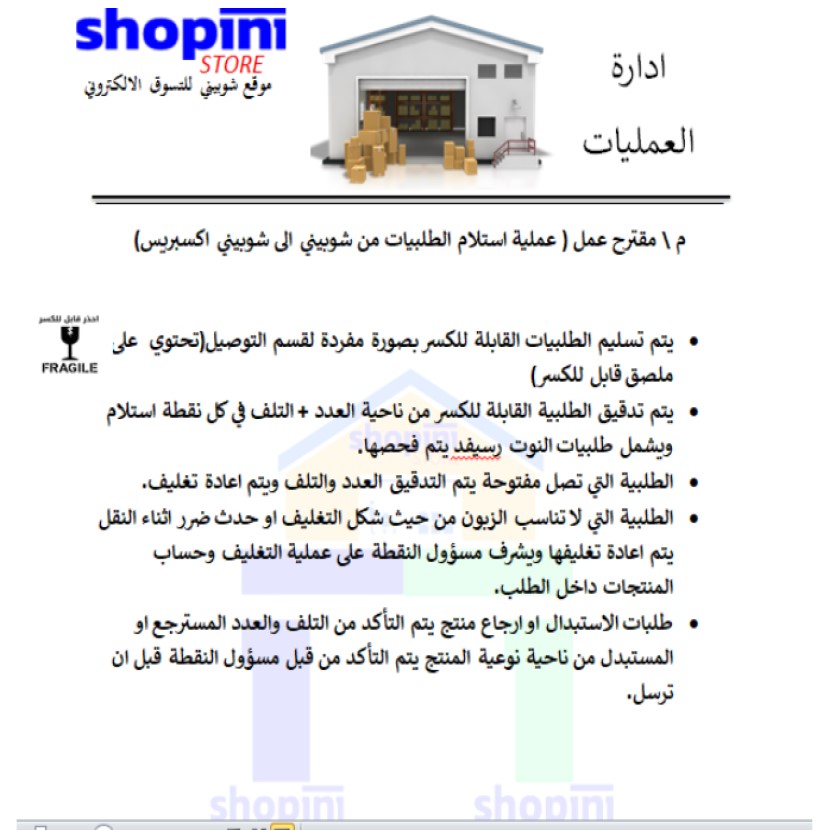 shopini
STORE
موقع شوبيني للتسوق الالكتروني
ادارة
العمليات
م \ مقترح عمل ( عملية استلام الطلبيات من شوبيني الى شوبيني اكسبريس)
احذر قابل للكسر
FRAGILE
• يتم تسليم الطلبيات القابلة للكسر بصورة مفردة لقسم التوصيل(تحتوي على
ملصق قابل للكسر)
• يتم تدقيق الطلبية القابلة للكسر من ناحية العدد + التلف في كل نقطة استلام
ويشمل طلبيات النوت رسيفد يتم فحصها.
• الطلبية التي تصل مفتوحة يتم التدقيق العدد والتلف ويتم اعادة تغليف.
• الطلبية التي لا تناسب الزبون من حيث شكل التغليف او حدث ضرر اثناء النقل
يتم اعادة تغليفها ويشرف مسؤول النقطة على عملية التغليف وحساب
المنتجات داخل الطلب.
• طلبات الاستبدال او ارجاع منتج يتم التأكد من التلف والعدد المسترجع او
المستبدل من ناحية نوعية المنتج يتم التأكد من قبل مسؤول النقطة قبل ان
ترسل.
shopini
shopini
shopini